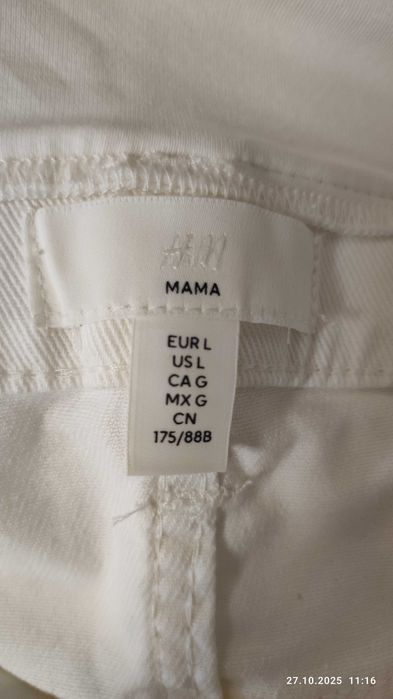 H&M
MAMA
EUR L
US L
CA G
MX G
CN
175/88B
27.10.2025 11:16